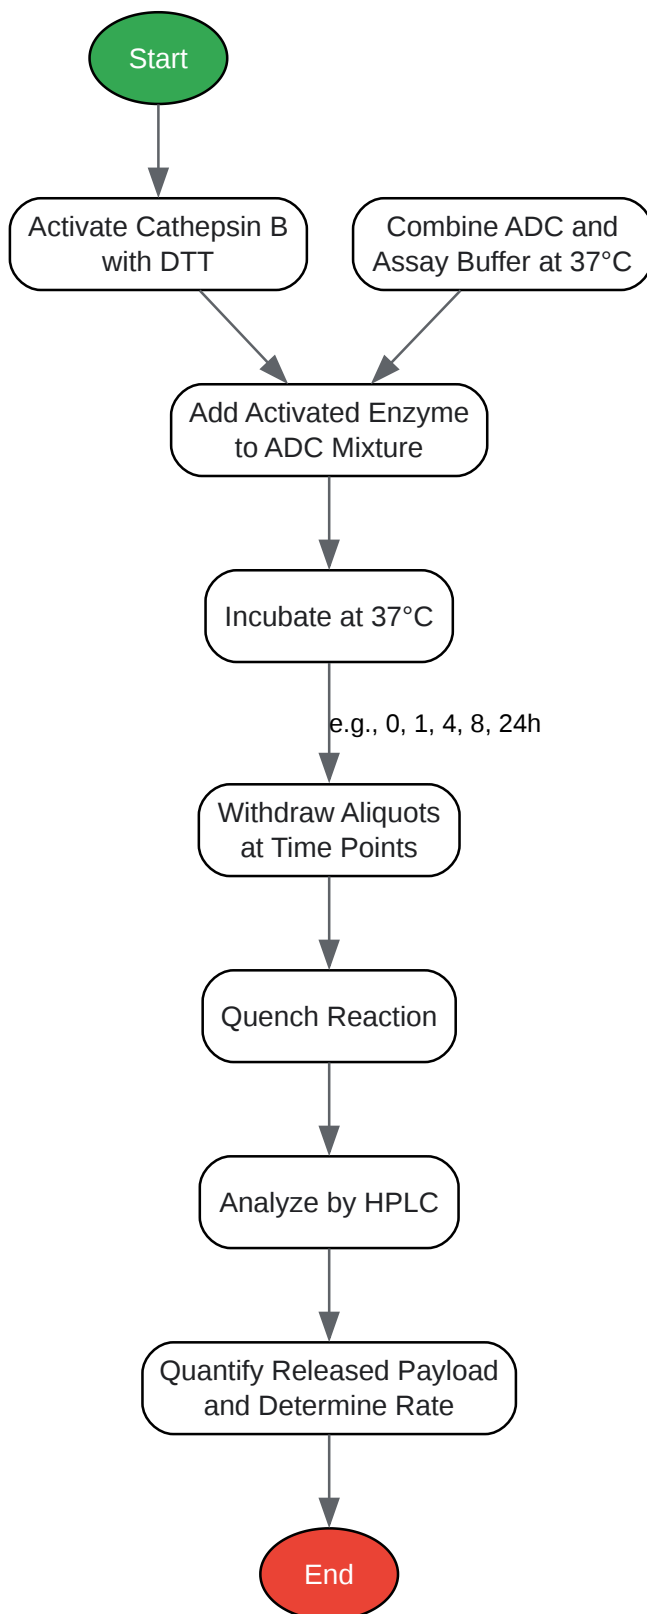 Start
Activate Cathepsin B
with DTT
Combine ADC and
Assay Buffer at 37°C
Add Activated Enzyme
to ADC Mixture
Incubate at 37°C
e.g., 0, 1, 4, 8, 24h
Withdraw Aliquots
at Time Points
Quench Reaction
Analyze by HPLC
Quantify Released Payload
and Determine Rate
End